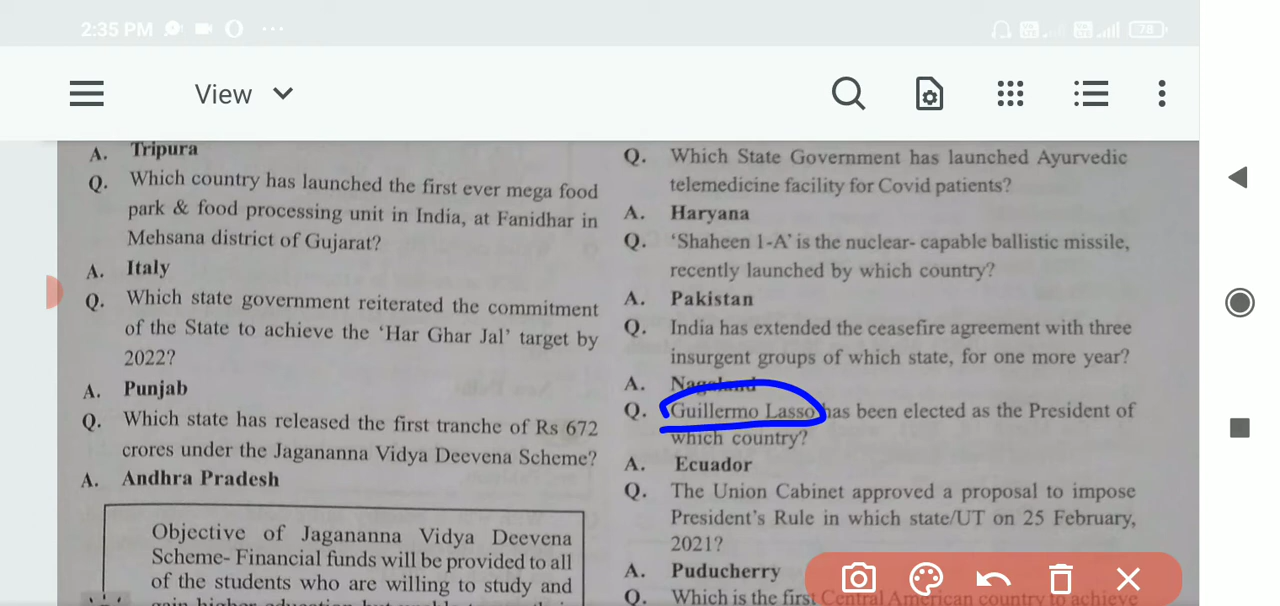 2:35 PM
78
View
A. Tripura
Q. Which country has launched the first ever mega food
park & food processing unit in India, at Fanidhar in
Mehsana district of Gujarat?
A. Italy
Q. Which state government reiterated the commitment
of the State to achieve the ‘Har Ghar Jal’ target by
2022?
A. Punjab
Q. Which state has released the first tranche of Rs 672
crores under the Jagananna Vidya Deevena Scheme?
A. Andhra Pradesh
Objective of Jagananna Vidya Deevena
Scheme- Financial funds will be provided to all
of the students who are willing to study and
Q. Which State Government has launched Ayurvedic
telemedicine facility for Covid patients?
A. Haryana
Q. ‘Shaheen 1-A’ is the nuclear- capable ballistic missile,
recently launched by which country?
A. Pakistan
Q. India has extended the ceasefire agreement with three
insurgent groups of which state, for one more year?
A. Nagaland
Q. Guillermo Lasso has been elected as the President of
which country?
A. Ecuador
Q. The Union Cabinet approved a proposal to impose
President’s Rule in which state/UT on 25 February,
2021?
A. Puducherry
Q. Which is the first Central American country to achieve